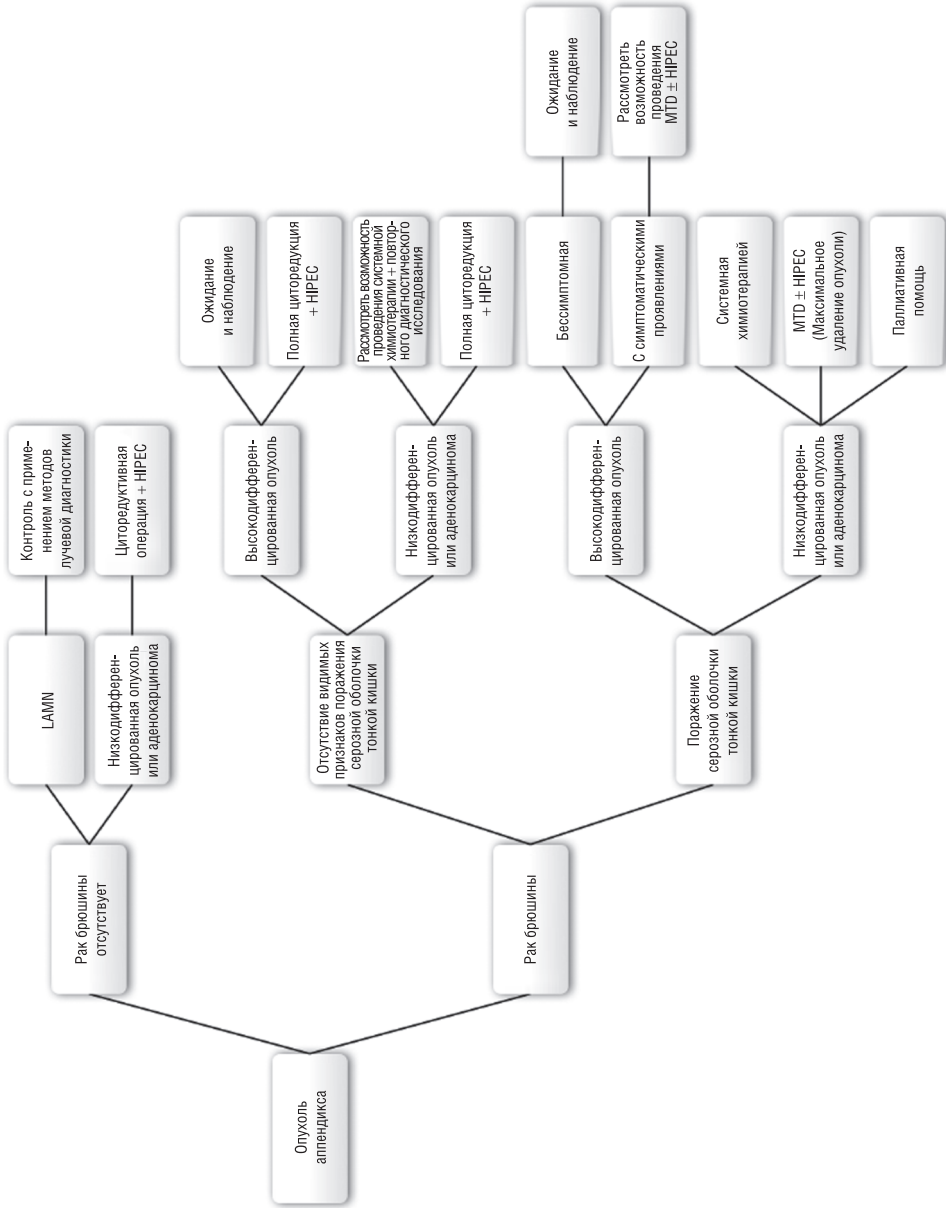 Опухоль
аппендикса
Рак брюшины
отсутствует
Рак брюшины
LAMN
Низкодифферен-
цированная опухоль
или аденокарцинома
Отсутствие видимых
признаков поражения
серозной оболочки
тонкой кишки
Поражение
серозной оболочки
тонкой кишки
Контроль с приме-
нением методов
лучевой диагностики
Циторедуктивная
операция + HIPEC
Высокодифферен-
цированная опухоль
Низкодифферен-
цированная опухоль
или аденокарцинома
Высокодифферен-
цированная опухоль
Низкодифферен-
цированная опухоль
или аденокарцинома
Ожидание
и наблюдение
Полная циторедукция
+ HIPEC
Рассмотреть возможность
проведения системной
химиотерапии + повтор-
ного диагностического
исследования
Полная циторедукция
+ HIPEC
Бессимптомная
С симптоматическими
проявлениями
Системная
химиотерапией
MTD ± HIPEC
(Максимальное
удаление опухоли)
Паллиативная
помощь
Ожидание
и наблюдение
Рассмотреть
возможность
проведения
MTD ± HIPEC